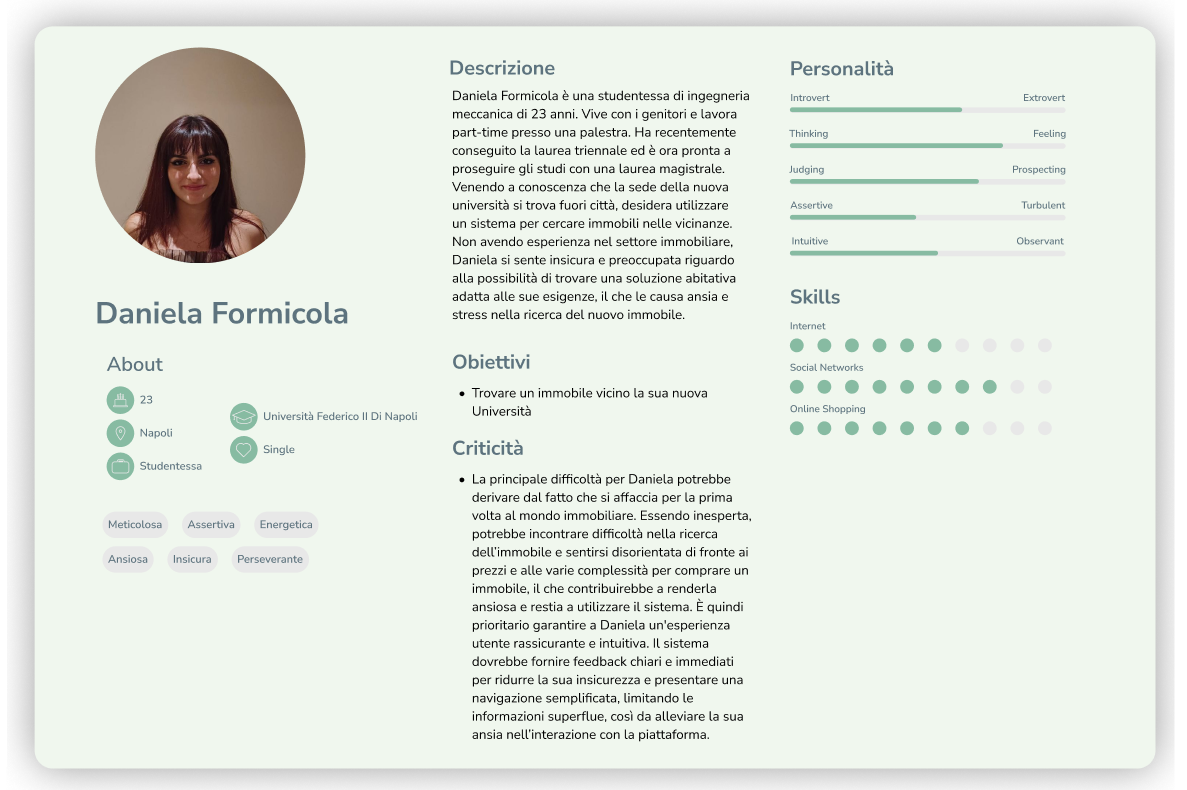 Daniela Formicola
About
23
Napoli
Studentessa
Università Federico II Di Napoli
Single
Meticolosa
Assertiva
Energetica
Ansiosa
Insicura
Perseverante
Descrizione
Daniela Formicola è una studentessa di ingegneria
meccanica di 23 anni. Vive con i genitori e lavora
part-time presso una palestra. Ha recentemente
conseguito la laurea triennale ed è ora pronta a
proseguire gli studi con una laurea magistrale.
Venendo a conoscenza che la sede della nuova
università si trova fuori città, desidera utilizzare
un sistema per cercare immobili nelle vicinanze.
Non avendo esperienza nel settore immobiliare,
Daniela si sente insicura e preoccupata riguardo
alla possibilità di trovare una soluzione abitativa
adatta alle sue esigenze, il che le causa ansia e
stress nella ricerca del nuovo immobile.
Obiettivi
• Trovare un immobile vicino la sua nuova
Università
Criticità
• La principale difficoltà per Daniela potrebbe
derivare dal fatto che si affaccia per la prima
volta al mondo immobiliare. Essendo inesperta,
potrebbe incontrare difficoltà nella ricerca
dell'immobile e sentirsi disorientata di fronte ai
prezzi e alle varie complessità per comprare un
immobile, il che contribuirebbe a renderla
ansiosa e restia a utilizzare il sistema. È quindi
prioritario garantire a Daniela un'esperienza
utente rassicurante e intuitiva. Il sistema
dovrebbe fornire feedback chiari e immediati
per ridurre la sua insicurezza e presentare una
navigazione semplificata, limitando le
informazioni superflue, così da alleviare la sua
ansia nell'interazione con la piattaforma.
Personalità
Introvert Extrovert
Thinking Feeling
Judging Prospecting
Assertive Turbulent
Intuitive Observant
Skills
Internet
Social Networks
Online Shopping